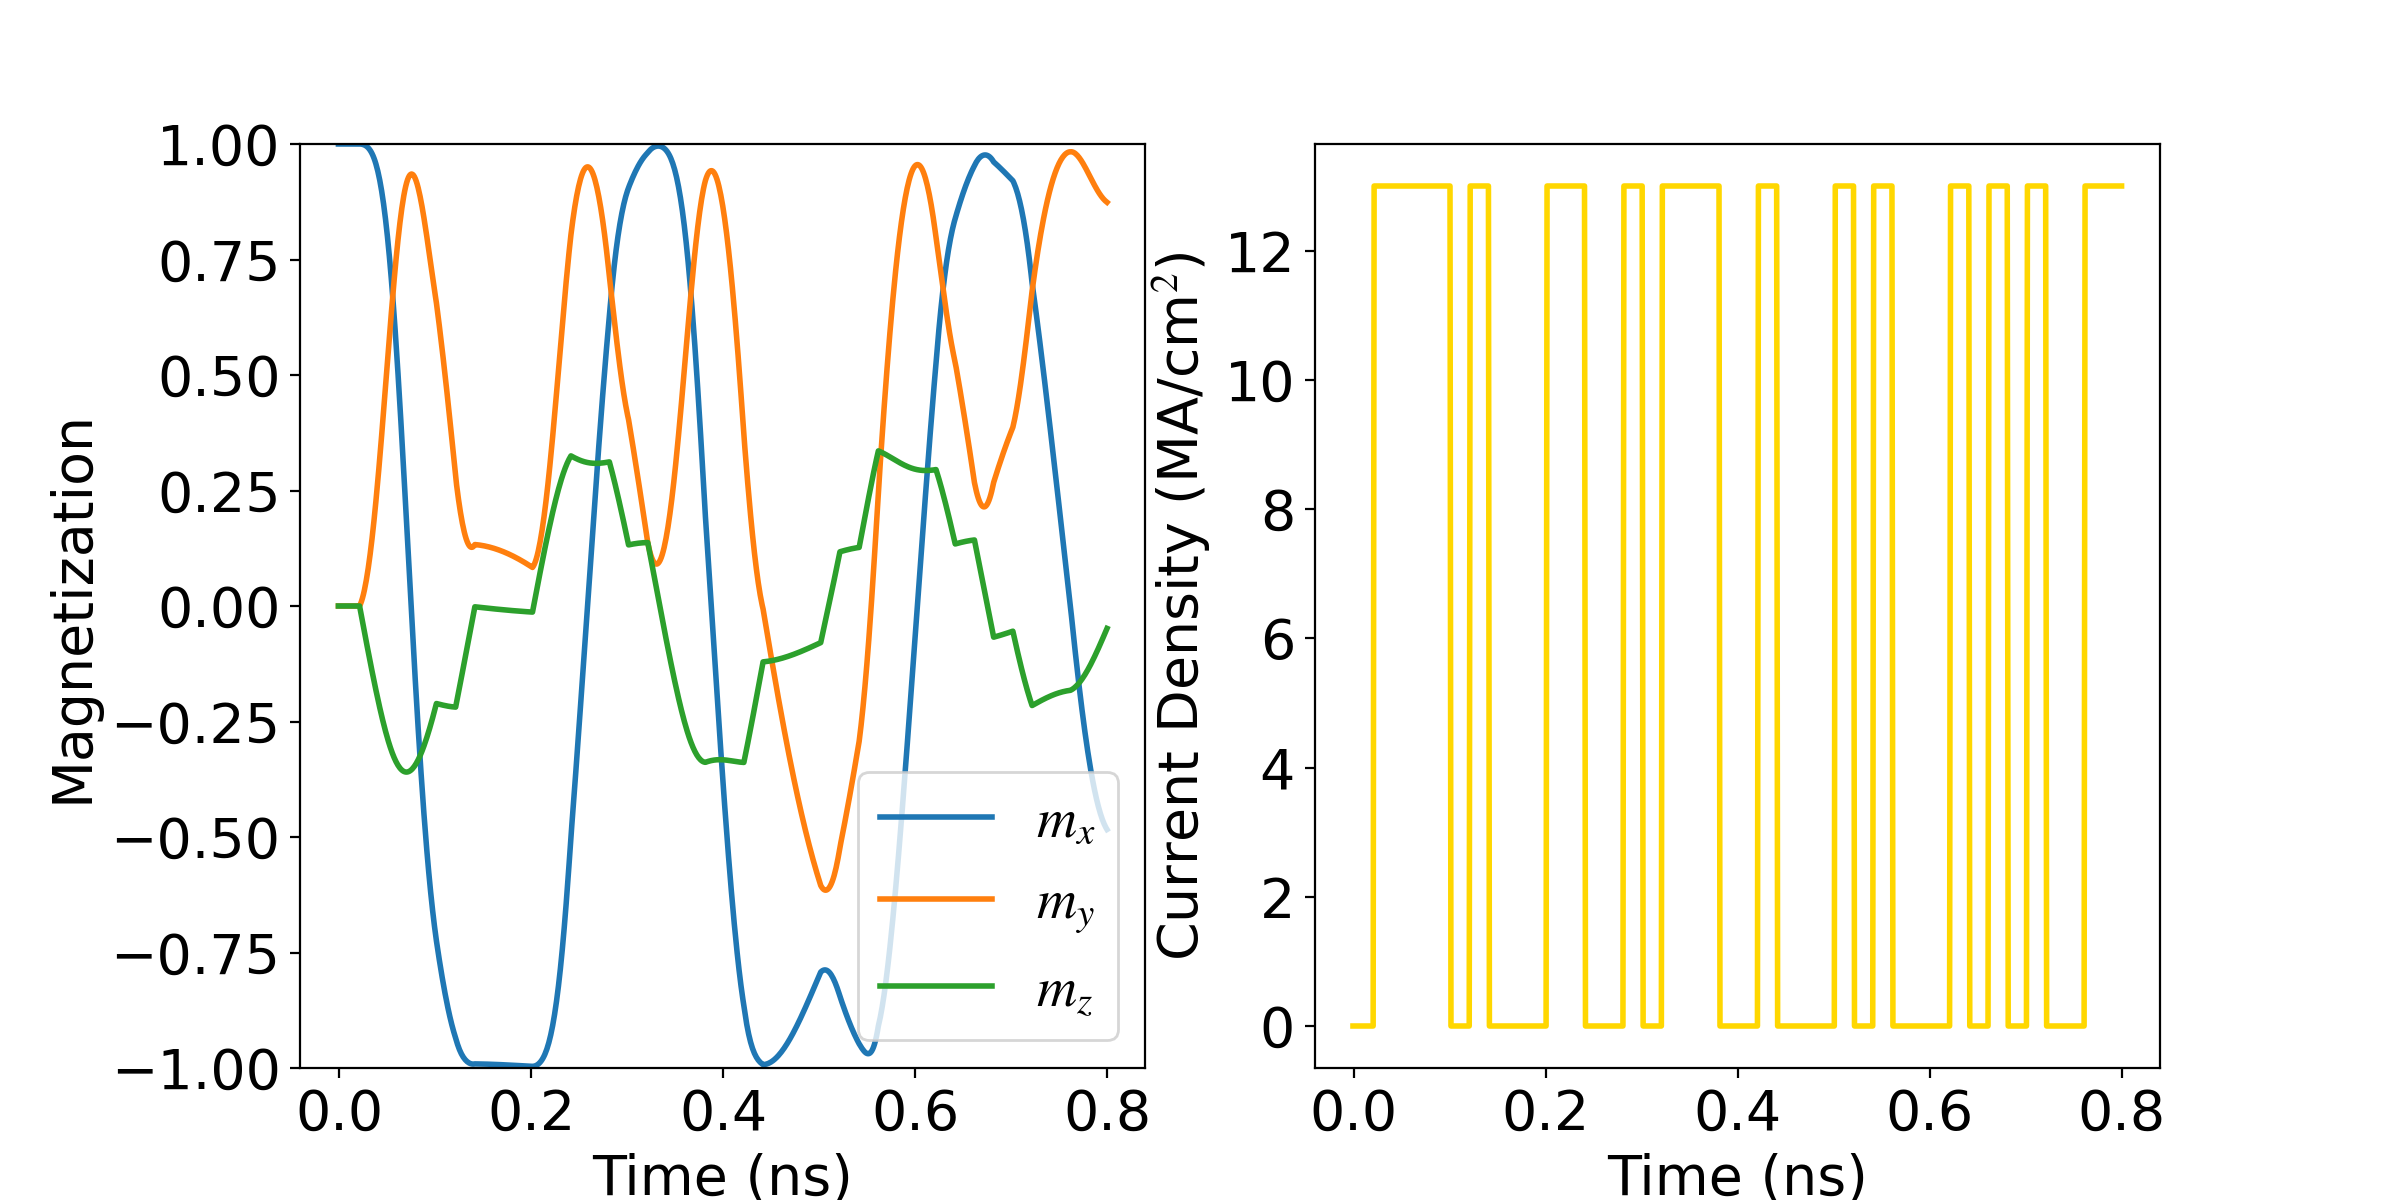 Magnetization
1.00
0.75
0.50
0.25
0.00
−0.25
−0.50
−0.75
−1.00
0.0 0.2 0.4 0.6 0.8
Time (ns)
m_x
m_y
m_z
Current Density (MA/cm²)
12
10
8
6
4
2
0
0.0 0.2 0.4 0.6 0.8
Time (ns)